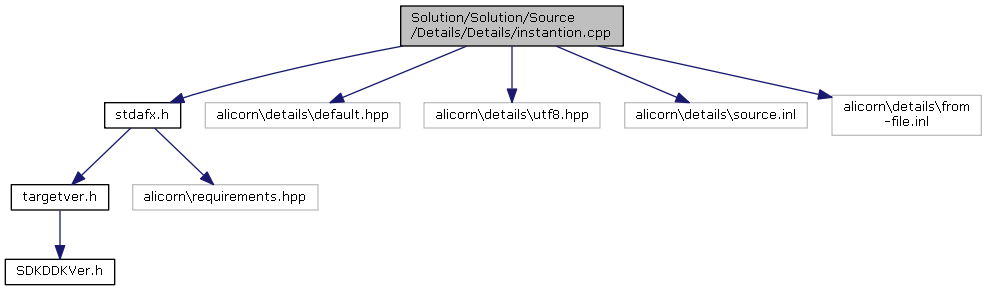 Solution/Solution/Source
/Details/Details/instantion.cpp
stdafx.h
alicorn\details\default.hpp
alicorn\details\utf8.hpp
alicorn\details\source.inl
alicorn\details\from
-file.inl
targetver.h
alicorn\requirements.hpp
SDKDDKVer.h